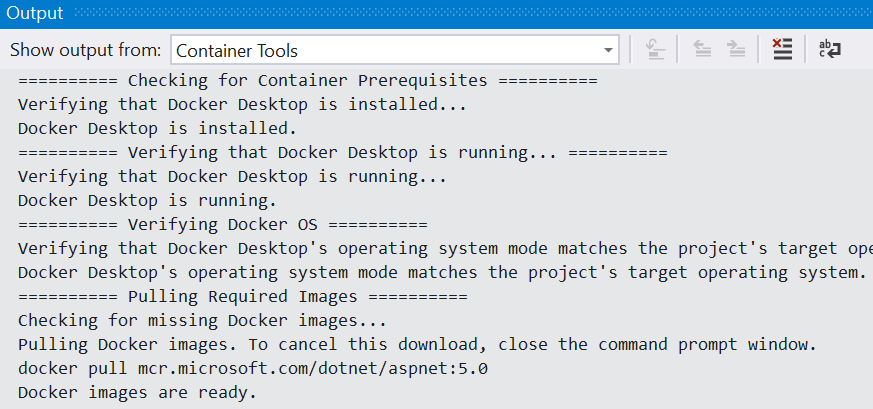 Output
Show output from: Container Tools
========== Checking for Container Prerequisites ==========
Verifying that Docker Desktop is installed...
Docker Desktop is installed.
========== Verifying that Docker Desktop is running... ==========
Verifying that Docker Desktop is running...
Docker Desktop is running.
========== Verifying Docker OS ==========
Verifying that Docker Desktop's operating system mode matches the project's target ope
Docker Desktop's operating system mode matches the project's target operating system.
========== Pulling Required Images ==========
Checking for missing Docker images...
Pulling Docker images. To cancel this download, close the command prompt window.
docker pull mcr.microsoft.com/dotnet/aspnet:5.0
Docker images are ready.